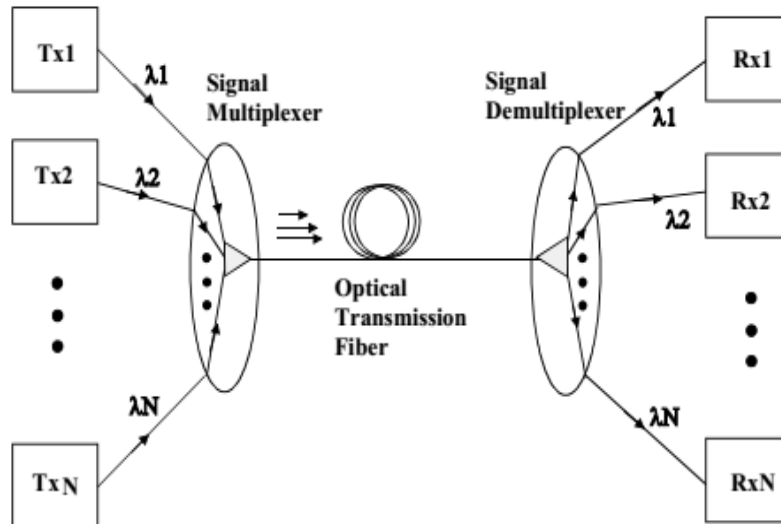 Tx1
Rx1
λ1
Signal
Multiplexer
Signal
Demultiplexer
λ1
Tx2
λ2
Rx2
λ2
Optical
Transmission
Fiber
λN
λN
TxN
RxN